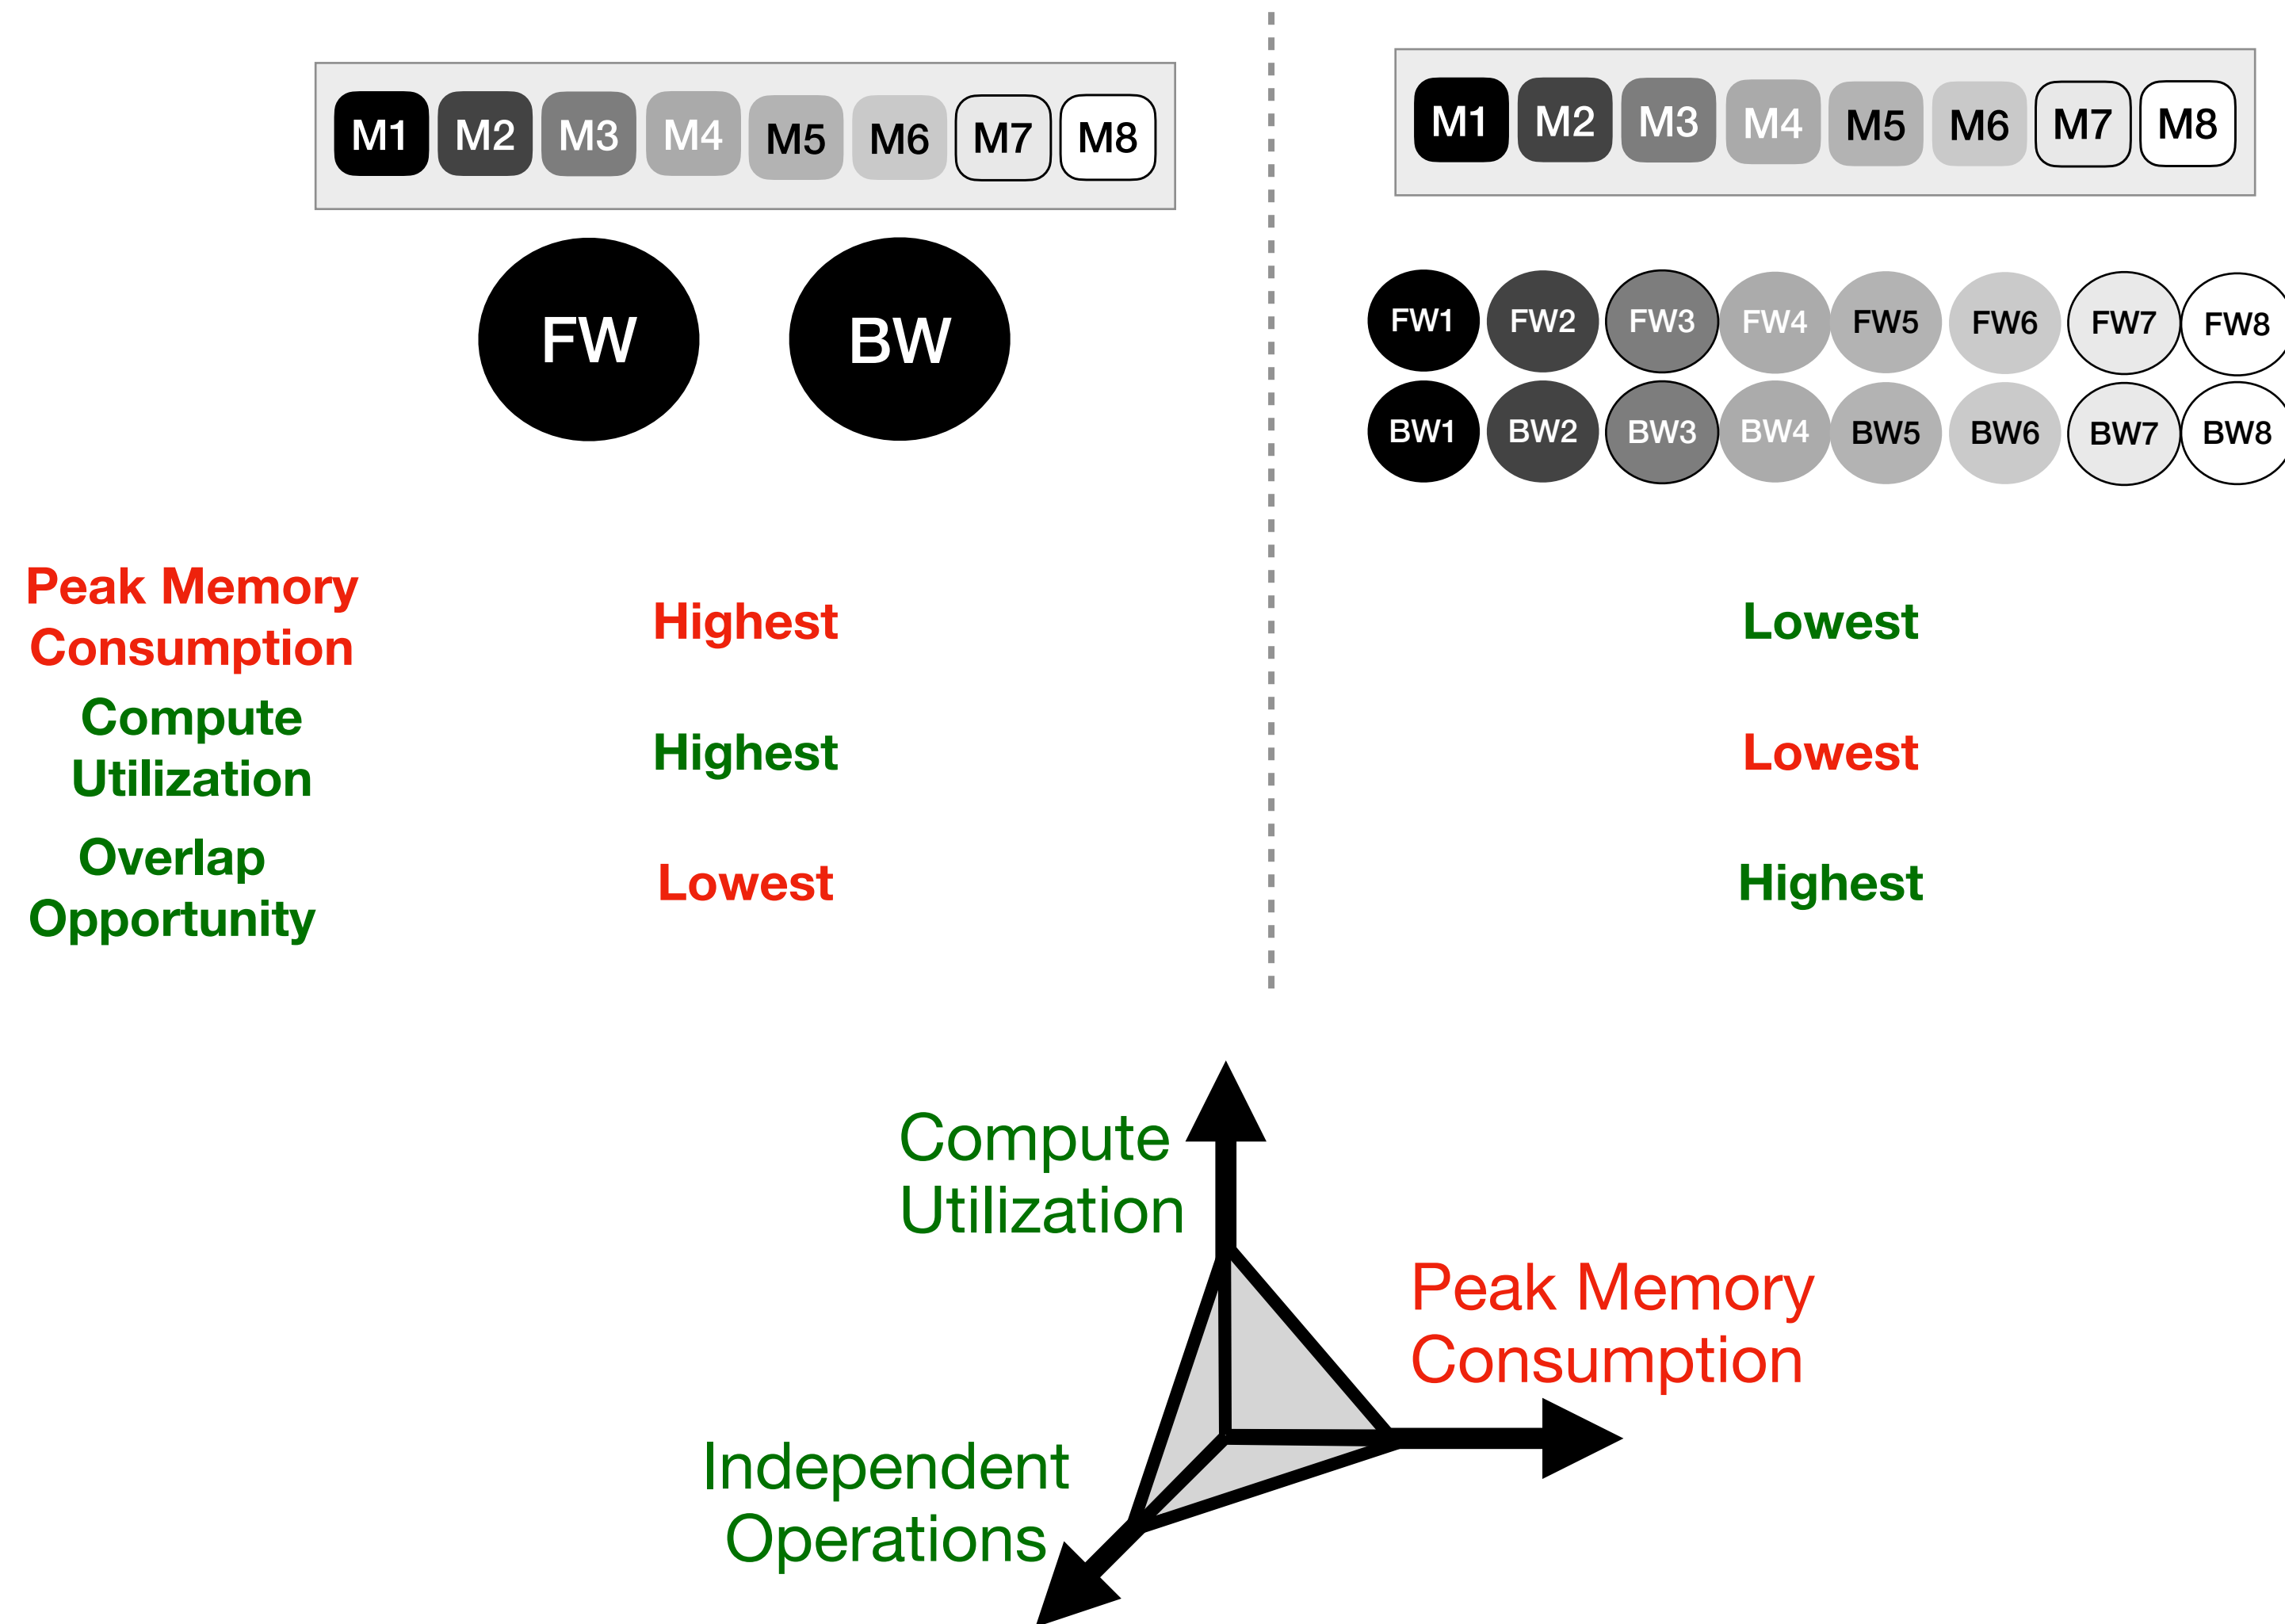 M1 M2 M3 M4 M5 M6 M7 M8
FW BW
M1 M2 M3 M4 M5 M6 M7 M8
FW1 FW2 FW3 FW4 FW5 FW6 FW7 FW8
BW1 BW2 BW3 BW4 BW5 BW6 BW7 BW8
Peak Memory
Consumption
Highest
Lowest
Compute
Utilization
Highest
Lowest
Overlap
Opportunity
Lowest
Highest
Compute
Utilization
Peak Memory
Consumption
Independent
Operations